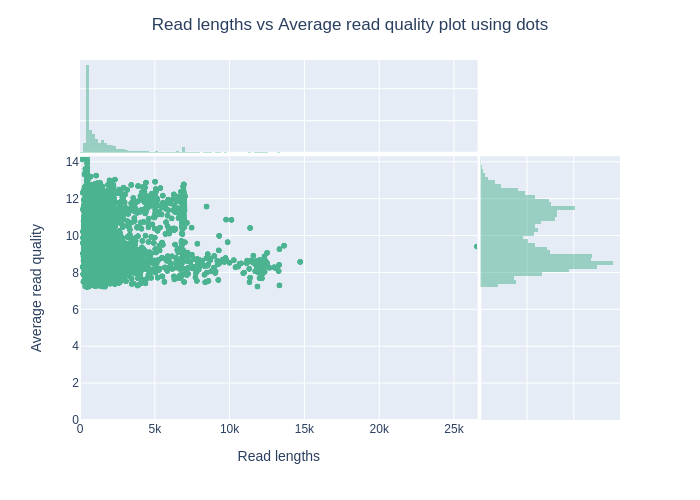 Read lengths vs Average read quality plot using dots
14
12
10
8
6
4
2
0
Average read quality
0 5k 10k 15k 20k 25k
Read lengths